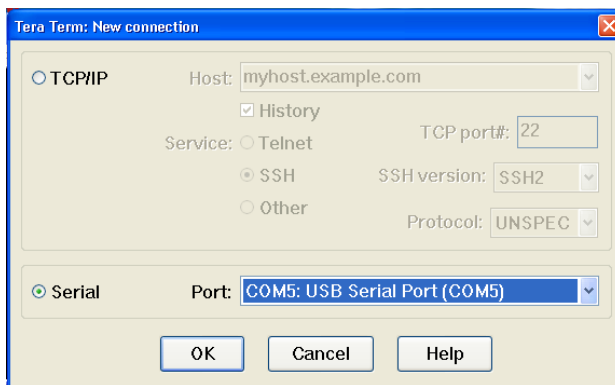 Tera Term: New connection
TCP/IP Host: myhost.example.com
History
Service: Telnet TCP port#: 22
SSH SSH version: SSH2
Other Protocol: UNSPEC
Serial Port: COM5: USB Serial Port (COM5)
OK Cancel Help